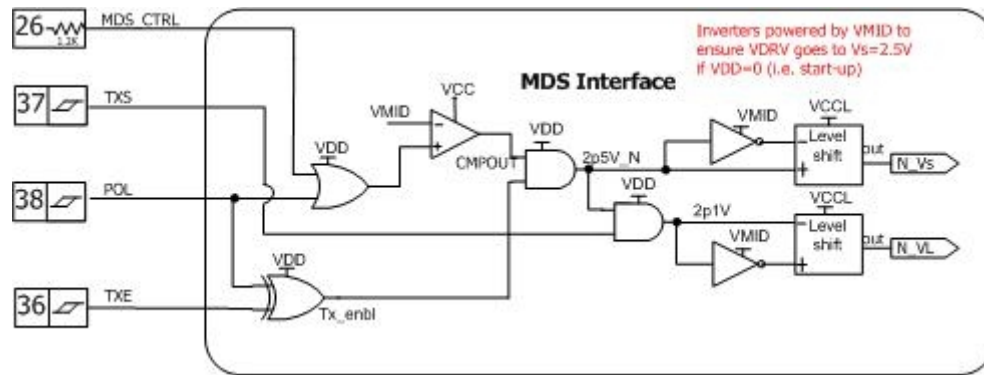 26
1.2K
MDS_CTRL
Inverters powered by VMID to
ensure VDRV goes to Vs=2.5V
if VDD=0 (i.e. start-up)
MDS Interface
37
TXS
VCC
VMID
-
+
VDD
CMPOUT
VDD
2p5V_N
VMID
VCCL
-
+
Level
shift
out
N_Vs
38
POL
VDD
2p1V
VMID
VCCL
-
+
Level
shift
out
N_VL
36
TXE
VDD
Tx_enbl